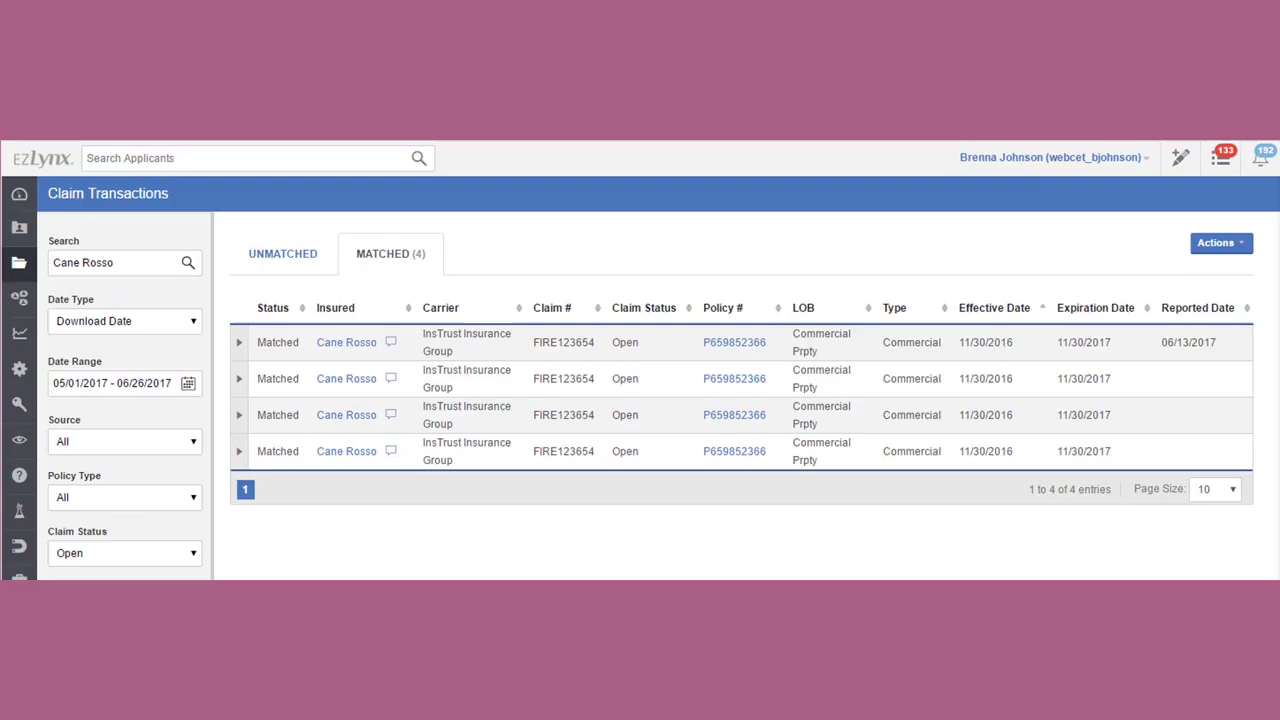 EZLynx. Search Applicants Brenna Johnson (webcet_bjohnson) 133 192
Claim Transactions
Search
Cane Rosso
Date Type
Download Date
Date Range
05/01/2017 - 06/26/2017
Source
All
Policy Type
All
Claim Status
Open
UNMATCHED MATCHED (4) Actions
Status Insured Carrier Claim # Claim Status Policy # LOB Type Effective Date Expiration Date Reported Date
Matched Cane Rosso InsTrust Insurance Group FIRE123654 Open P659852366 Commercial Prpty Commercial 11/30/2016 11/30/2017 06/13/2017
Matched Cane Rosso InsTrust Insurance Group FIRE123654 Open P659852366 Commercial Prpty Commercial 11/30/2016 11/30/2017
Matched Cane Rosso InsTrust Insurance Group FIRE123654 Open P659852366 Commercial Prpty Commercial 11/30/2016 11/30/2017
Matched Cane Rosso InsTrust Insurance Group FIRE123654 Open P659852366 Commercial Prpty Commercial 11/30/2016 11/30/2017
1 1 to 4 of 4 entries Page Size: 10